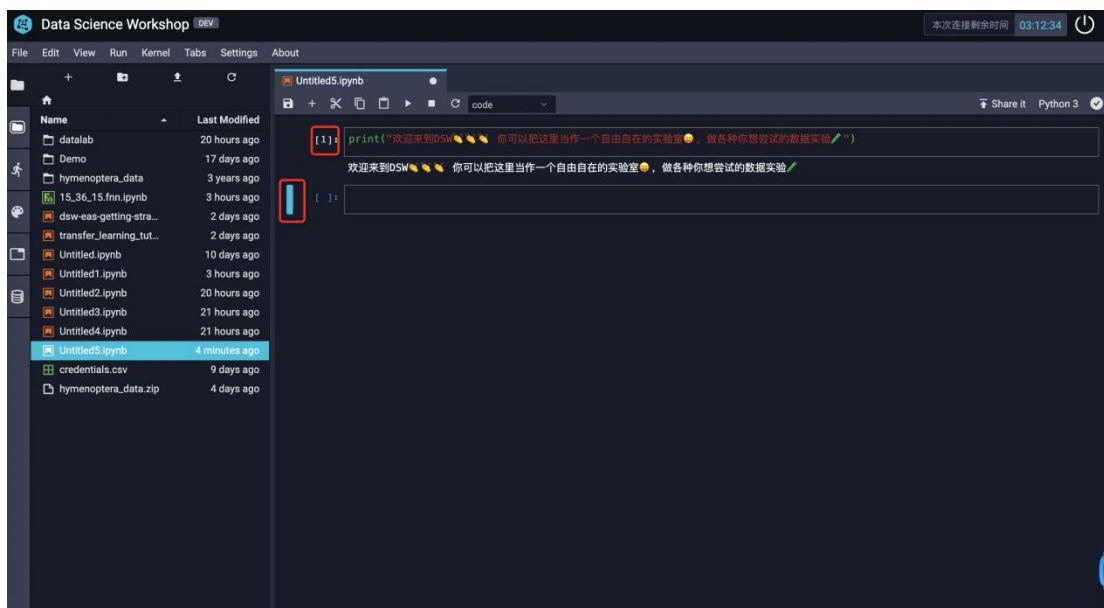 Data Science Workshop DEV
本次连接剩余时间 03:12:34
File Edit View Run Kernel Tabs Settings About
Untitled5.ipynb
code
Share it Python 3
Name Last Modified
datalab 20 hours ago
Demo 17 days ago
hymenoptera_data 3 years ago
15_36_15.fnn.ipynb 3 hours ago
dsw-eas-getting-stra... 2 days ago
transfer_learning_tut... 2 days ago
Untitled.ipynb 10 days ago
Untitled1.ipynb 3 hours ago
Untitled2.ipynb 20 hours ago
Untitled3.ipynb 21 hours ago
Untitled4.ipynb 21 hours ago
Untitled5.ipynb 4 minutes ago
credentials.csv 9 days ago
hymenoptera_data.zip 4 days ago
[1]: print("欢迎来到DSW👏👏👏 你可以把这里当作一个自由自在的实验室😀, 做各种你想尝试的数据实验🧪")
欢迎来到DSW👏👏👏 你可以把这里当作一个自由自在的实验室😀, 做各种你想尝试的数据实验🧪
[ ]: